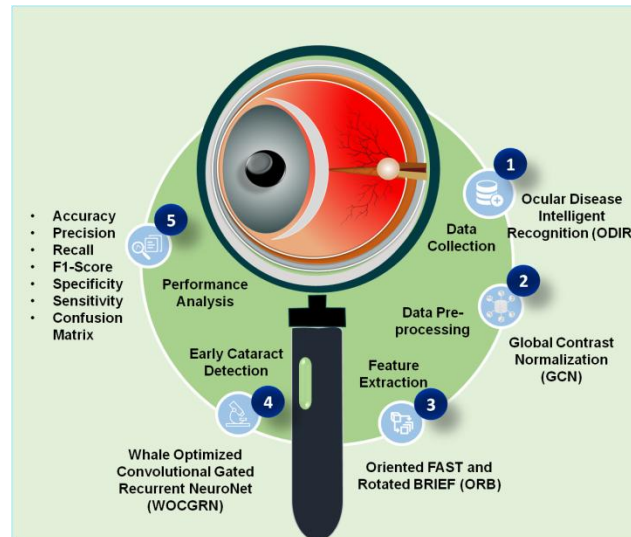 1
Ocular Disease
Intelligent
Recognition (ODIR)
Data
Collection
2
Data Pre-
processing
Global Contrast
Normalization
(GCN)
Feature
Extraction
3
Oriented FAST and
Rotated BRIEF (ORB)
Early Cataract
Detection
4
Whale Optimized
Convolutional Gated
Recurrent NeuroNet
(WOCGRN)
5
Performance
Analysis
• Accuracy
• Precision
• Recall
• F1-Score
• Specificity
• Sensitivity
• Confusion
Matrix